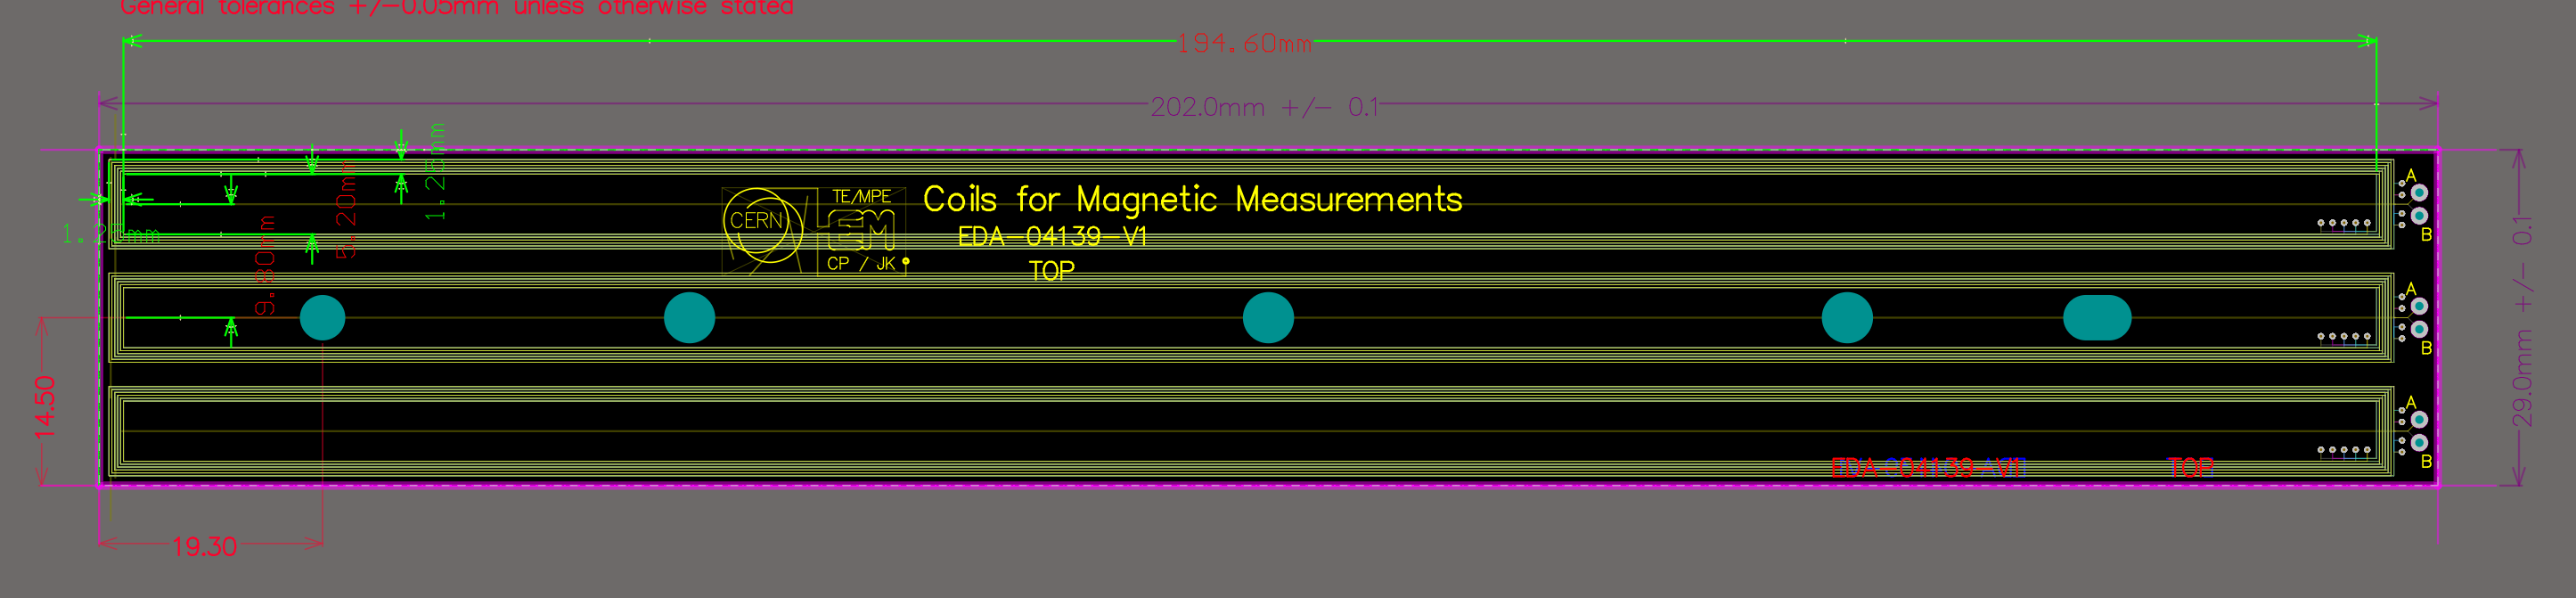 General tolerances +/-0.05mm unless otherwise stated
194.60mm
202.0mm +/- 0.1
1.25mm
5.20mm
9.80mm
TE/MPE
CERN
EM
CP / JK
Coils for Magnetic Measurements
EDA-04139-V1
TOP
A
B
A
B
A
B
29.0mm +/- 0.1
14.50
EDA-04139-V1
TOP
19.30